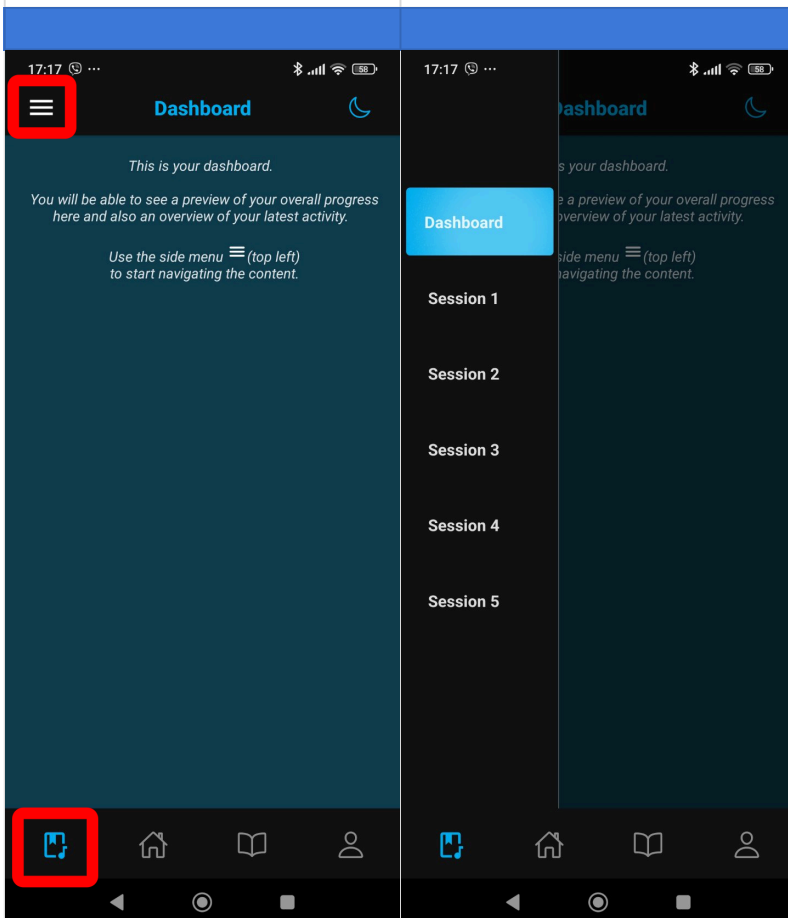 17:17
58
Dashboard
This is your dashboard.
You will be able to see a preview of your overall progress
here and also an overview of your latest activity.
Use the side menu (top left)
to start navigating the content.
17:17
58
Dashboard
s your dashboard.
e a preview of your overall progress
overview of your latest activity.
side menu (top left)
navigating the content.
Dashboard
Session 1
Session 2
Session 3
Session 4
Session 5